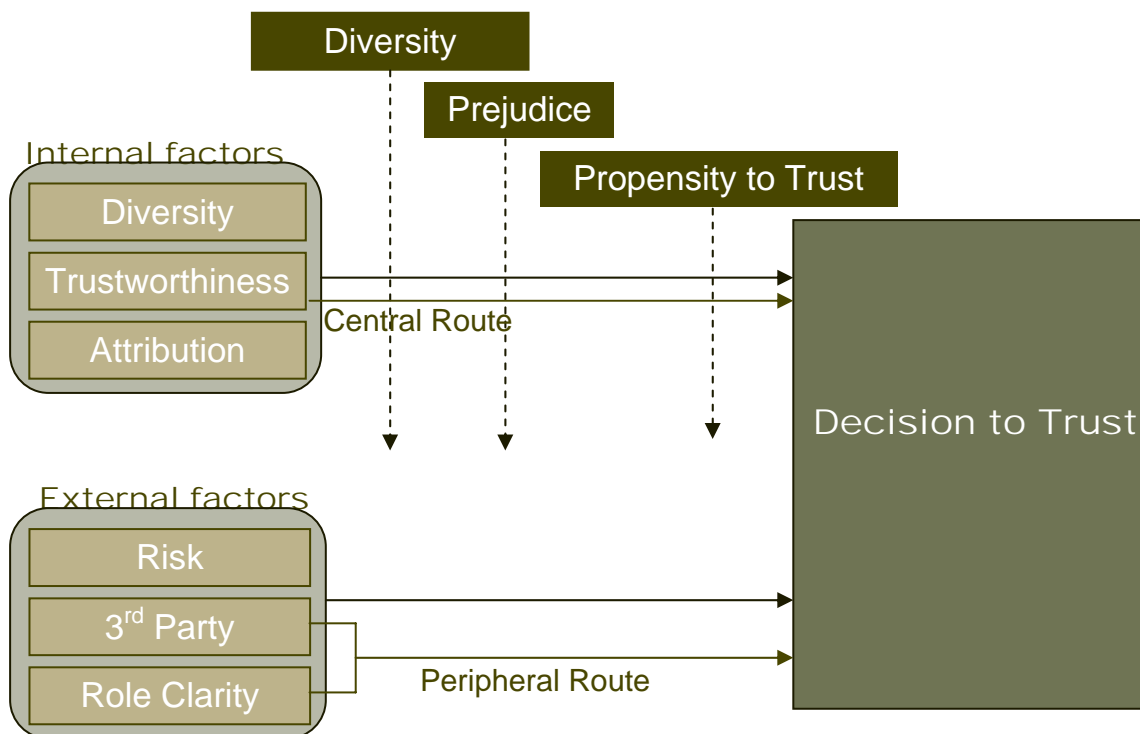 Diversity
Prejudice
Propensity to Trust
Internal factors
Diversity
Trustworthiness
Attribution
Central Route
Decision to Trust
External factors
Risk
3rd Party
Role Clarity
Peripheral Route